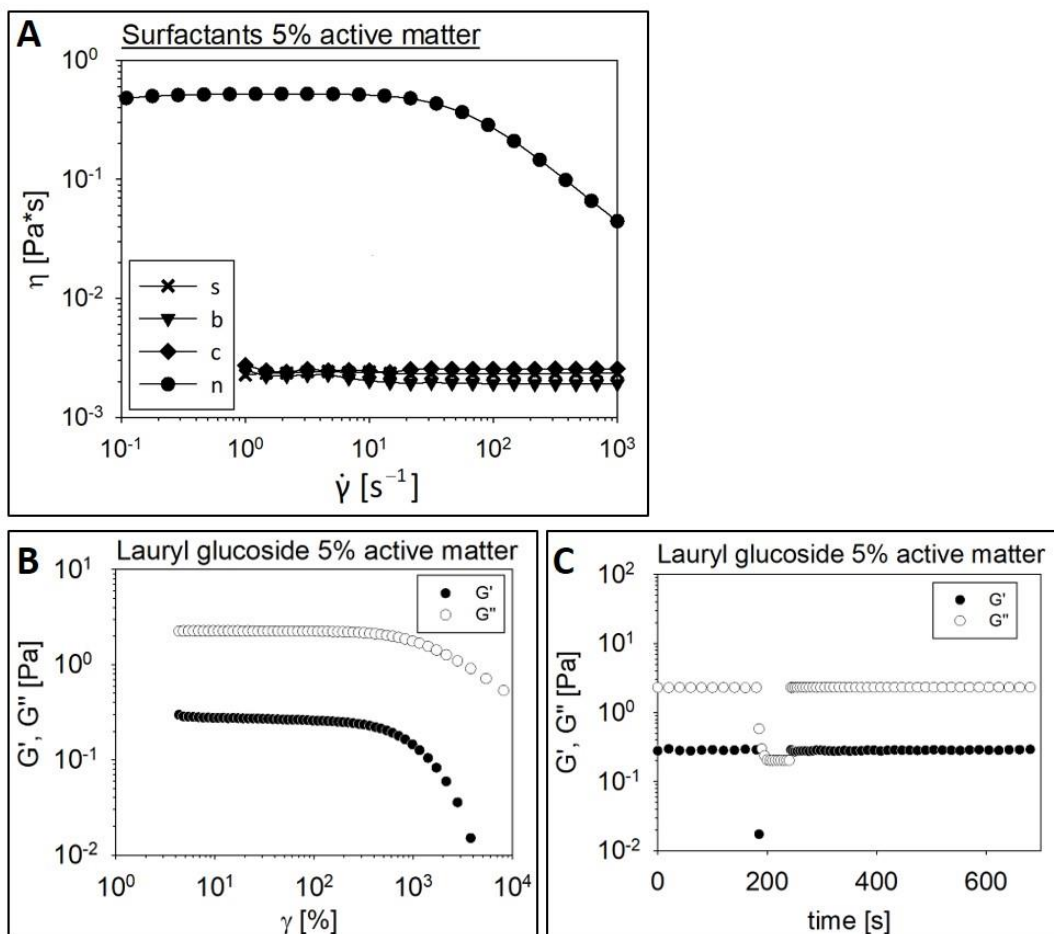 A
Surfactants 5% active matter
10⁰
10⁻¹
10⁻²
10⁻³
η [Pa*s]
s
b
c
n
10⁻¹ 10⁰ 10¹ 10² 10³
γ̇ [s⁻¹]
B
Lauryl glucoside 5% active matter
10¹
10⁰
10⁻¹
10⁻²
G', G" [Pa]
G'
G"
10⁰ 10¹ 10² 10³ 10⁴
γ [%]
C
Lauryl glucoside 5% active matter
10²
10¹
10⁰
10⁻¹
10⁻²
G', G" [Pa]
G'
G"
0 200 400 600
time [s]